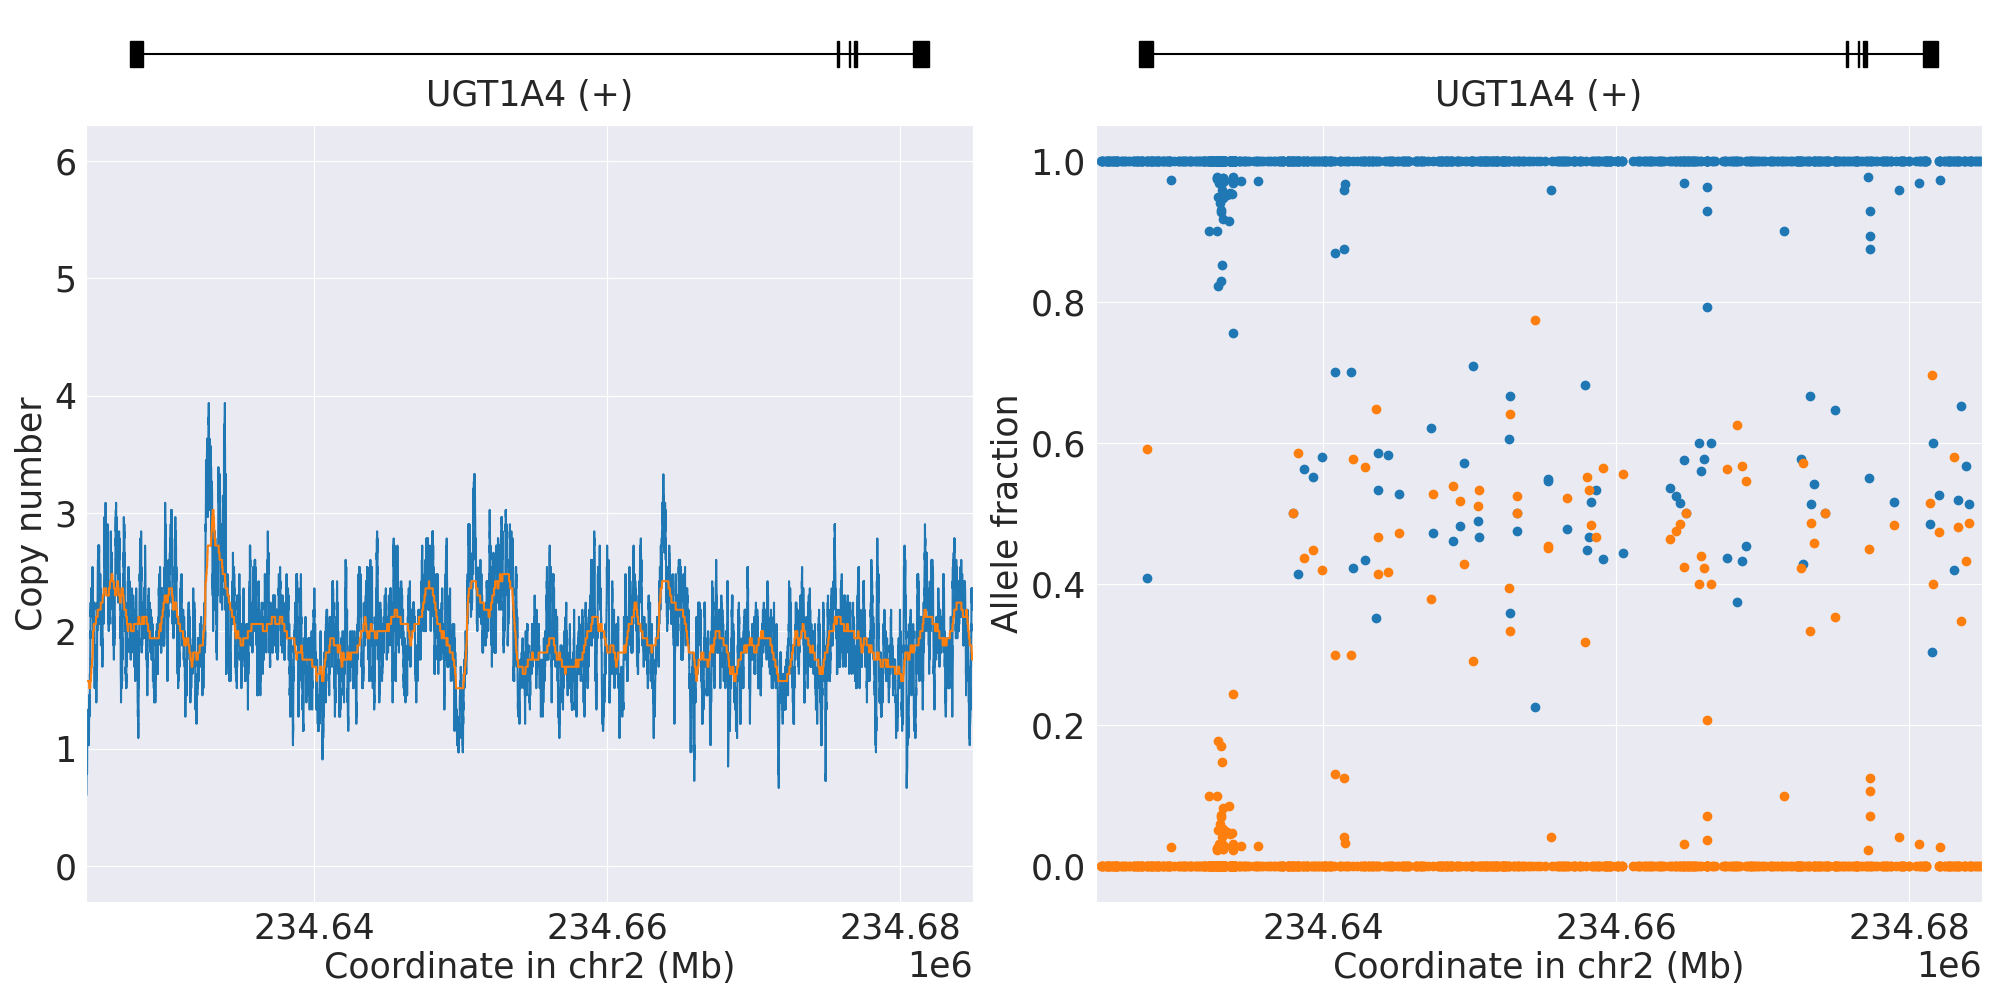 UGT1A4 (+)
6
5
4
3
2
1
0
Copy number
234.64
234.66
234.68
Coordinate in chr2 (Mb)
1e6
UGT1A4 (+)
1.0
0.8
0.6
0.4
0.2
0.0
Allele fraction
234.64
234.66
234.68
Coordinate in chr2 (Mb)
1e6